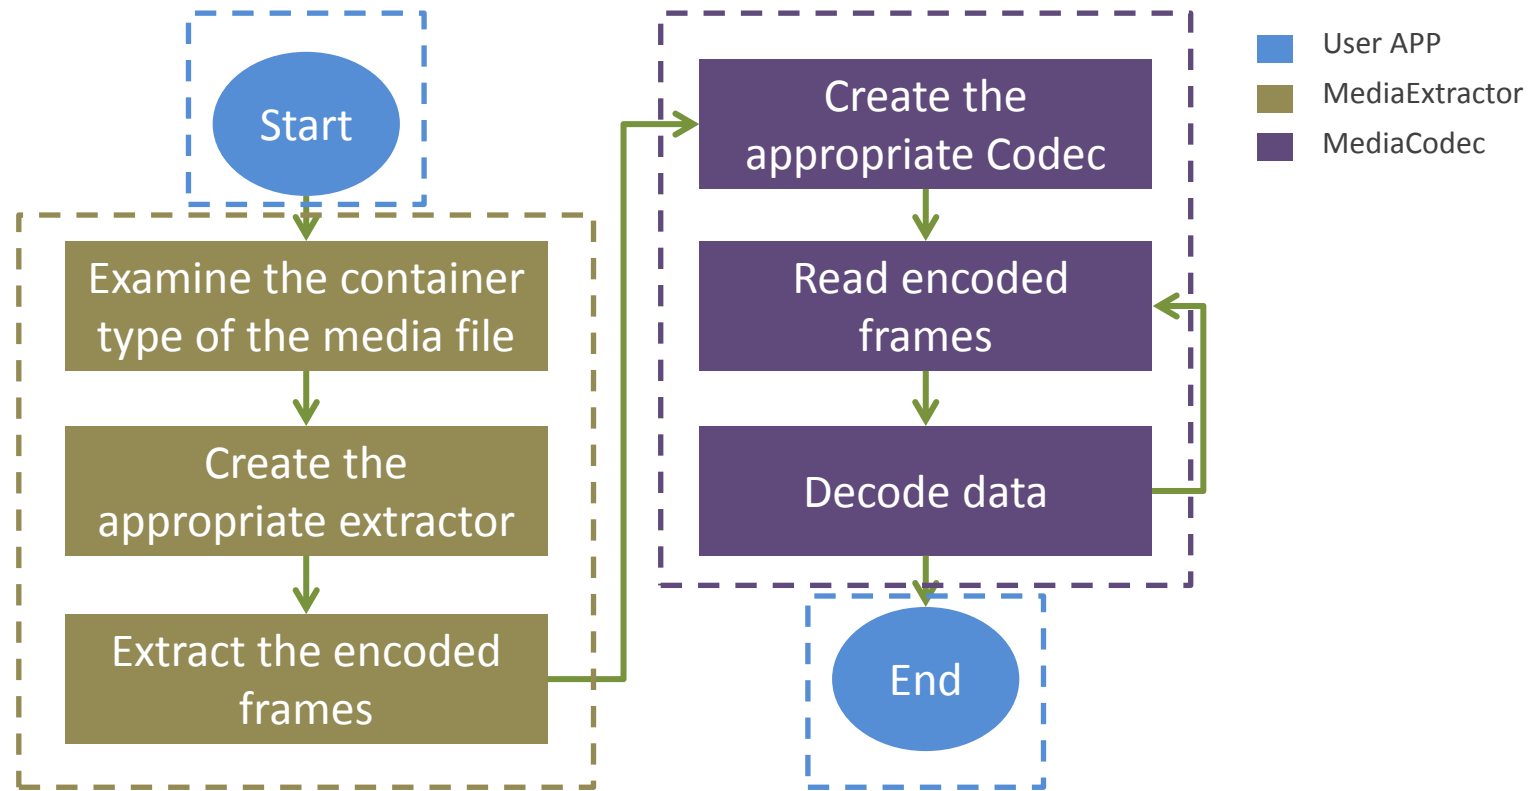 Start
Examine the container
type of the media file
Create the
appropriate extractor
Extract the encoded
frames
Create the
appropriate Codec
Read encoded
frames
Decode data
End
User APP
MediaExtractor
MediaCodec